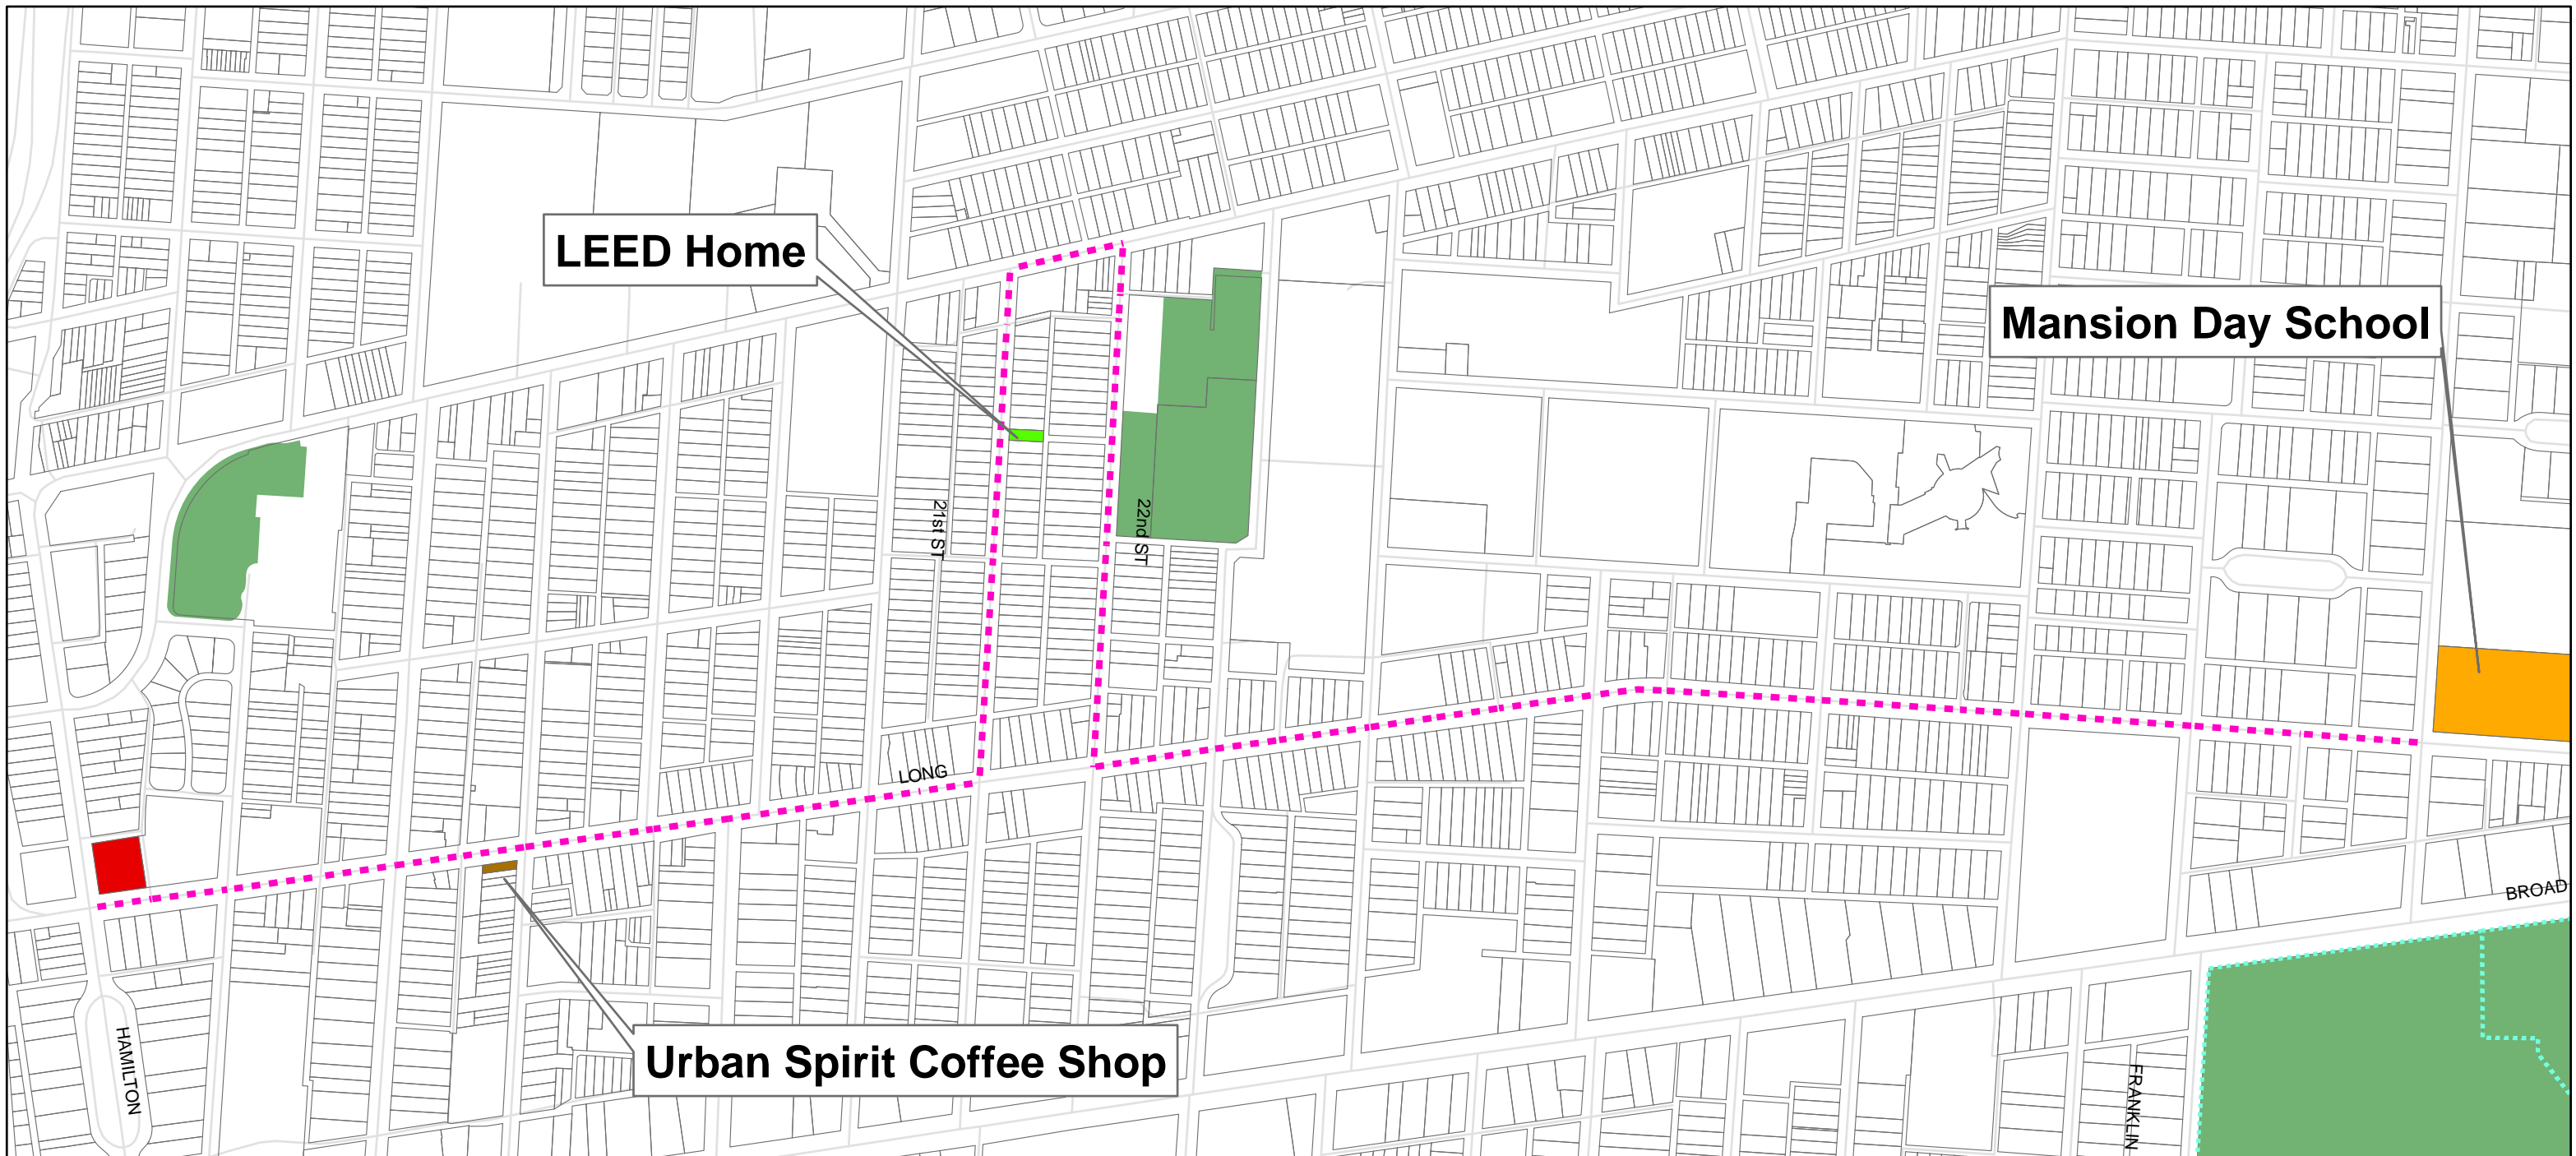 LEED Home
Mansion Day School
21st ST
22nd ST
LONG
BROAD
Urban Spirit Coffee Shop
HAMILTON
FRANKLIN